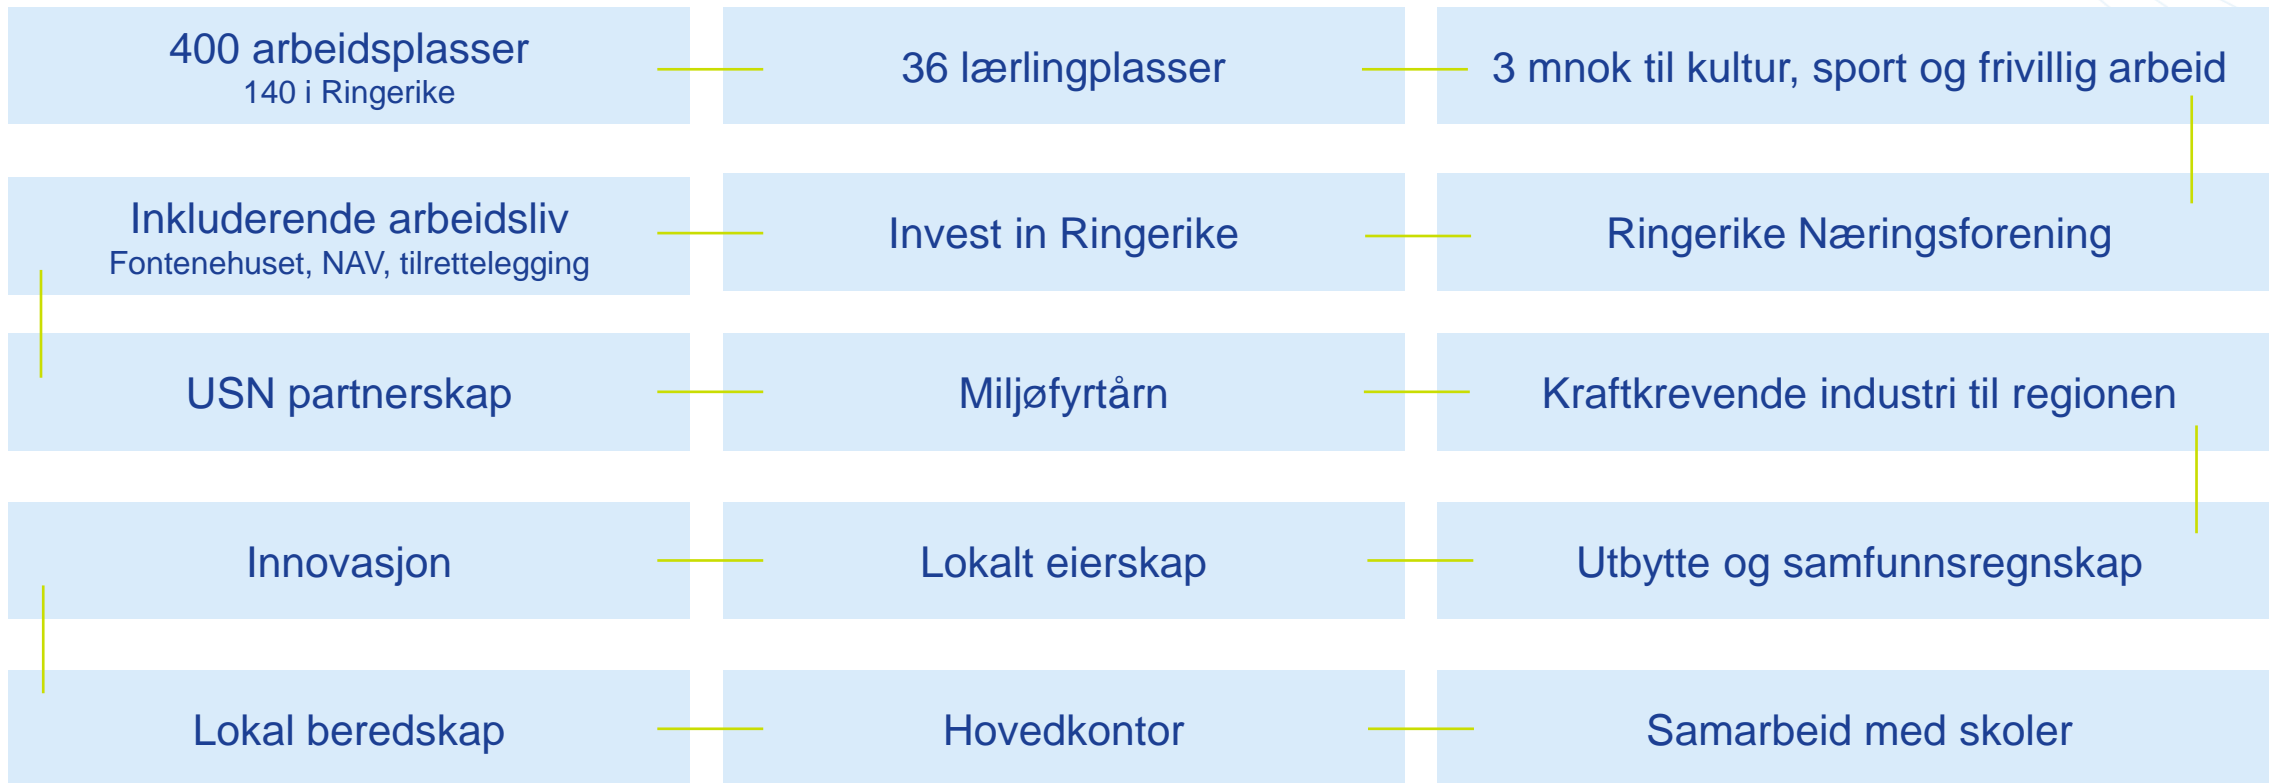 400 arbeidsplasser
140 i Ringerike
36 lærlingplasser
3 mnok til kultur, sport og frivillig arbeid
Inkluderende arbeidsliv
Fontenehuset, NAV, tilrettelegging
Invest in Ringerike
Ringerike Næringsforening
USN partnerskap
Miljøfyrtårn
Kraftkrevende industri til regionen
Innovasjon
Lokalt eierskap
Utbytte og samfunnsregnskap
Lokal beredskap
Hovedkontor
Samarbeid med skoler